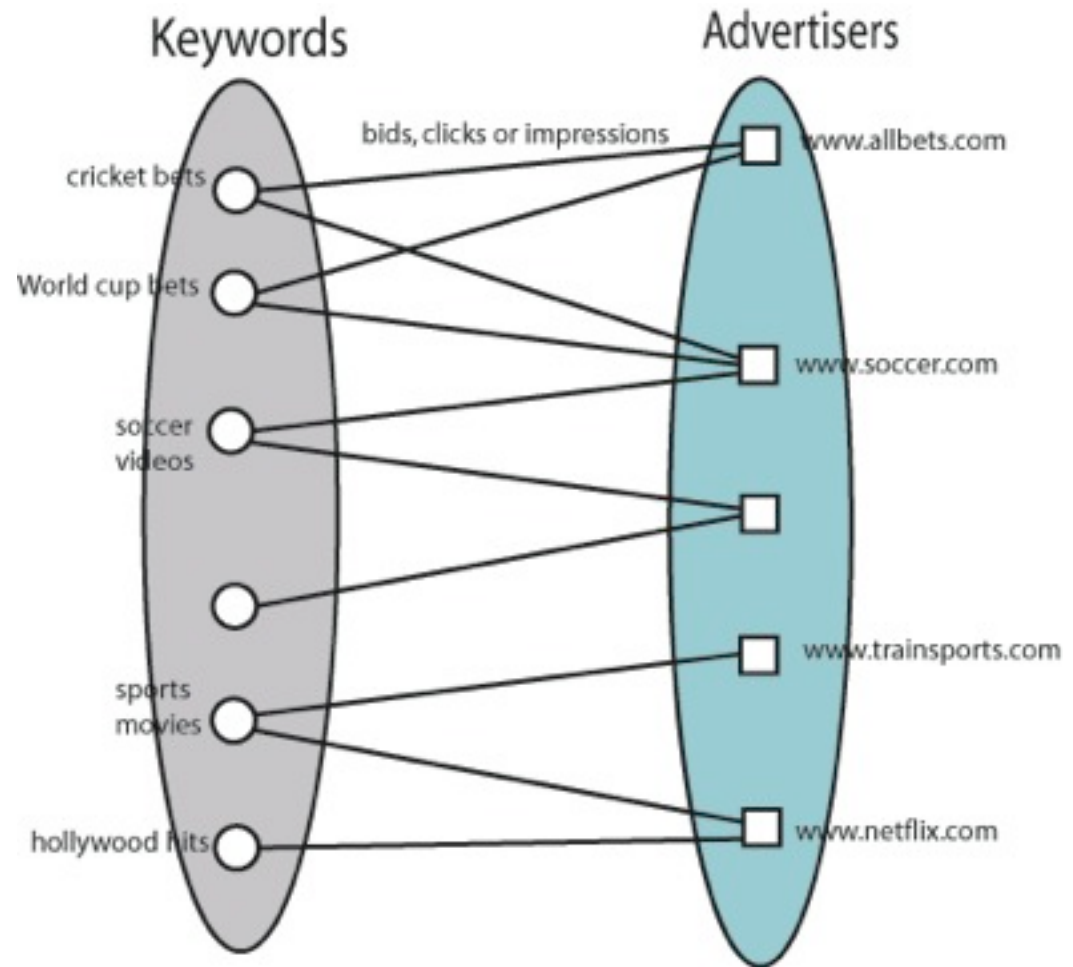 Keywords
Advertisers
bids, clicks or impressions
cricket bets
www.allbets.com
World cup bets
www.soccer.com
soccer
videos
www.trainsports.com
sports
movies
hollywood hits
www.netflix.com